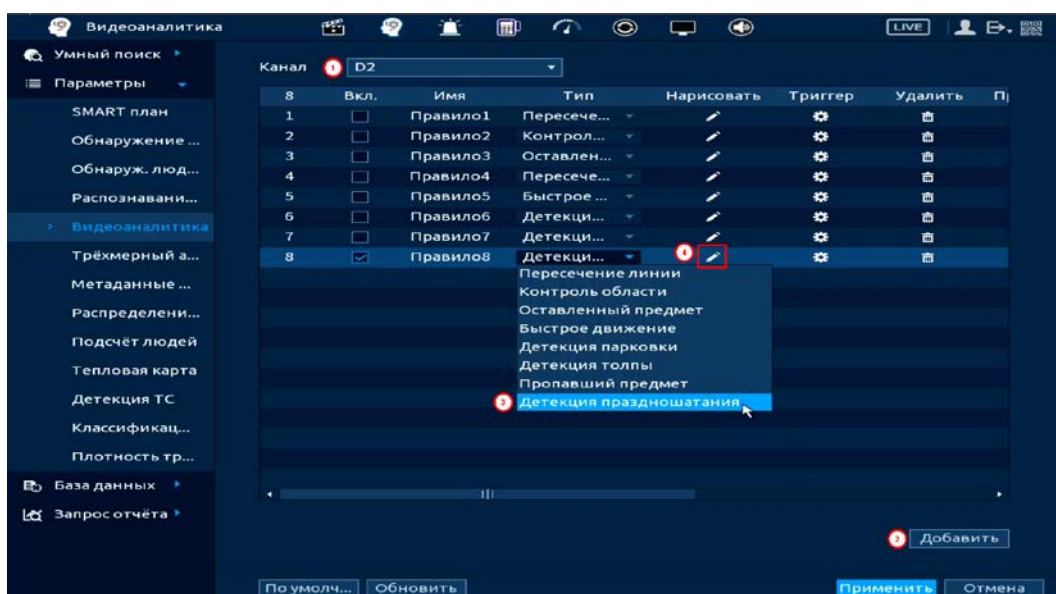 Видеоаналитика
LIVE
Умный поиск
Параметры
SMART план
Обнаружение ...
Обнаруж. люд...
Распознавани...
Видеоаналитика
Трёхмерный а...
Метаданные ...
Распределени...
Подсчёт людей
Тепловая карта
Детекция ТС
Классификац...
Плотность тр...
База данных
Запрос отчёта
Канал 1 D2
8 Вкл. Имя Тип Нарисовать Триггер Удалить
1 Правило1 Пересече...
2 Правило2 Контрол...
3 Правило3 Оставлен...
4 Правило4 Пересече...
5 Правило5 Быстрое ...
6 Правило6 Детекци...
7 Правило7 Детекци...
8 Правило8 Детекци... 4
Пересечение линии
Контроль области
Оставленный предмет
Быстрое движение
Детекция парковки
Детекция толпы
Пропавший предмет
3 Детекция праздношатания
2 Добавить
По умолч... Обновить Применить Отмена